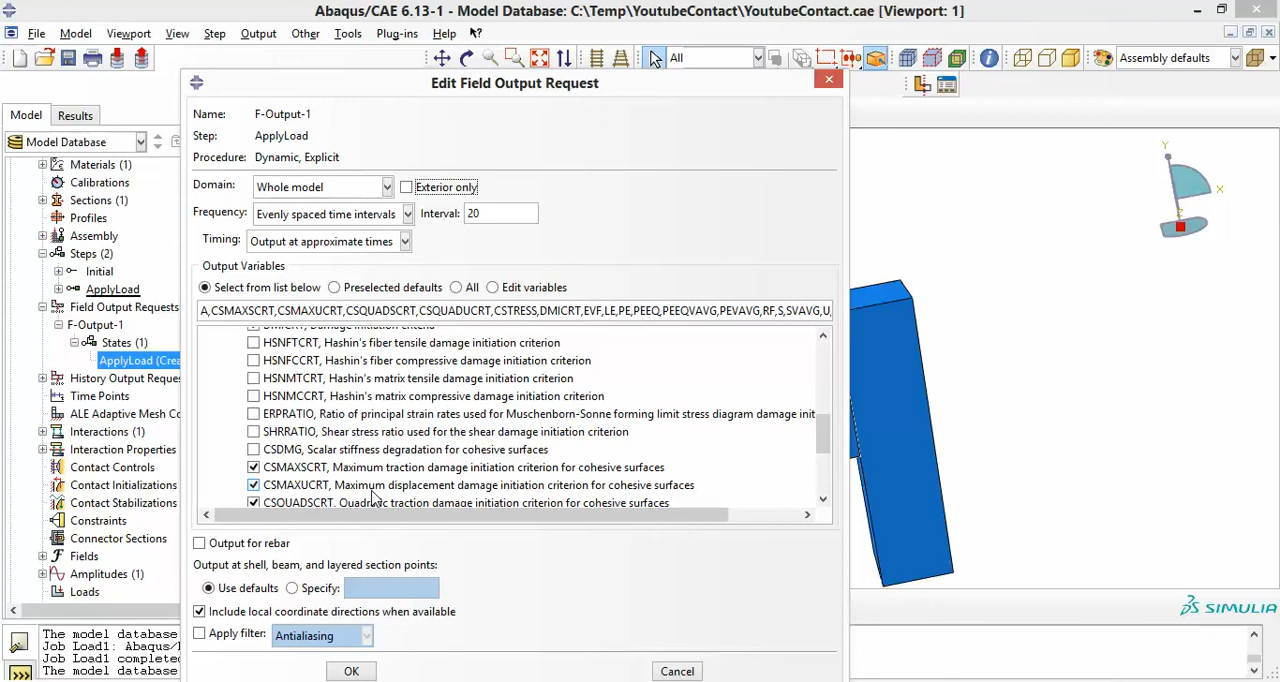 Abaqus/CAE 6.13-1 - Model Database: C:\Temp\YoutubeContact\YoutubeContact.cae [Viewport: 1]
File Model Viewport View Step Output Other Tools Plug-ins Help
All
Assembly defaults
Edit Field Output Request
Model Results
Model Database
Materials (1)
Calibrations
Sections (1)
Profiles
Assembly
Steps (2)
Initial
ApplyLoad
Field Output Requests
F-Output-1
States (1)
ApplyLoad (Crea
History Output Reque
Time Points
ALE Adaptive Mesh Co
Interactions (1)
Interaction Properties
Contact Controls
Contact Initializations
Contact Stabilizations
Constraints
Connector Sections
Fields
Amplitudes (1)
Loads
Name: F-Output-1
Step: ApplyLoad
Procedure: Dynamic, Explicit
Domain: Whole model Exterior only
Frequency: Evenly spaced time intervals Interval: 20
Timing: Output at approximate times
Output Variables
Select from list below Preselected defaults All Edit variables
A,CSMAXSCRT,CSMAXUCRT,CSQUADSCRT,CSQUADUCRT,CSTRESS,DMICRT,EVF,LE,PE,PEEQ,PEEQVAVG,PEVAVG,RF,S,SVAVG,U,
DMICRT, Damage initiation criteria
HSNFTCRT, Hashin's fiber tensile damage initiation criterion
HSNFCCRT, Hashin's fiber compressive damage initiation criterion
HSNMTCRT, Hashin's matrix tensile damage initiation criterion
HSNMCCRT, Hashin's matrix compressive damage initiation criterion
ERPRATIO, Ratio of principal strain rates used for Muschenborn-Sonne forming limit stress diagram damage init
SHRRATIO, Shear stress ratio used for the shear damage initiation criterion
CSDMG, Scalar stiffness degradation for cohesive surfaces
CSMAXSCRT, Maximum traction damage initiation criterion for cohesive surfaces
CSMAXUCRT, Maximum displacement damage initiation criterion for cohesive surfaces
CSQUADSCRT, Quadratic traction damage initiation criterion for cohesive surfaces
Output for rebar
Output at shell, beam, and layered section points:
Use defaults Specify:
Include local coordinate directions when available
Apply filter: Antialiasing
OK Cancel
Y
X
Z
SIMULIA
The model database
Job Load1: Abaqus/
Job Load1 completed
The model database